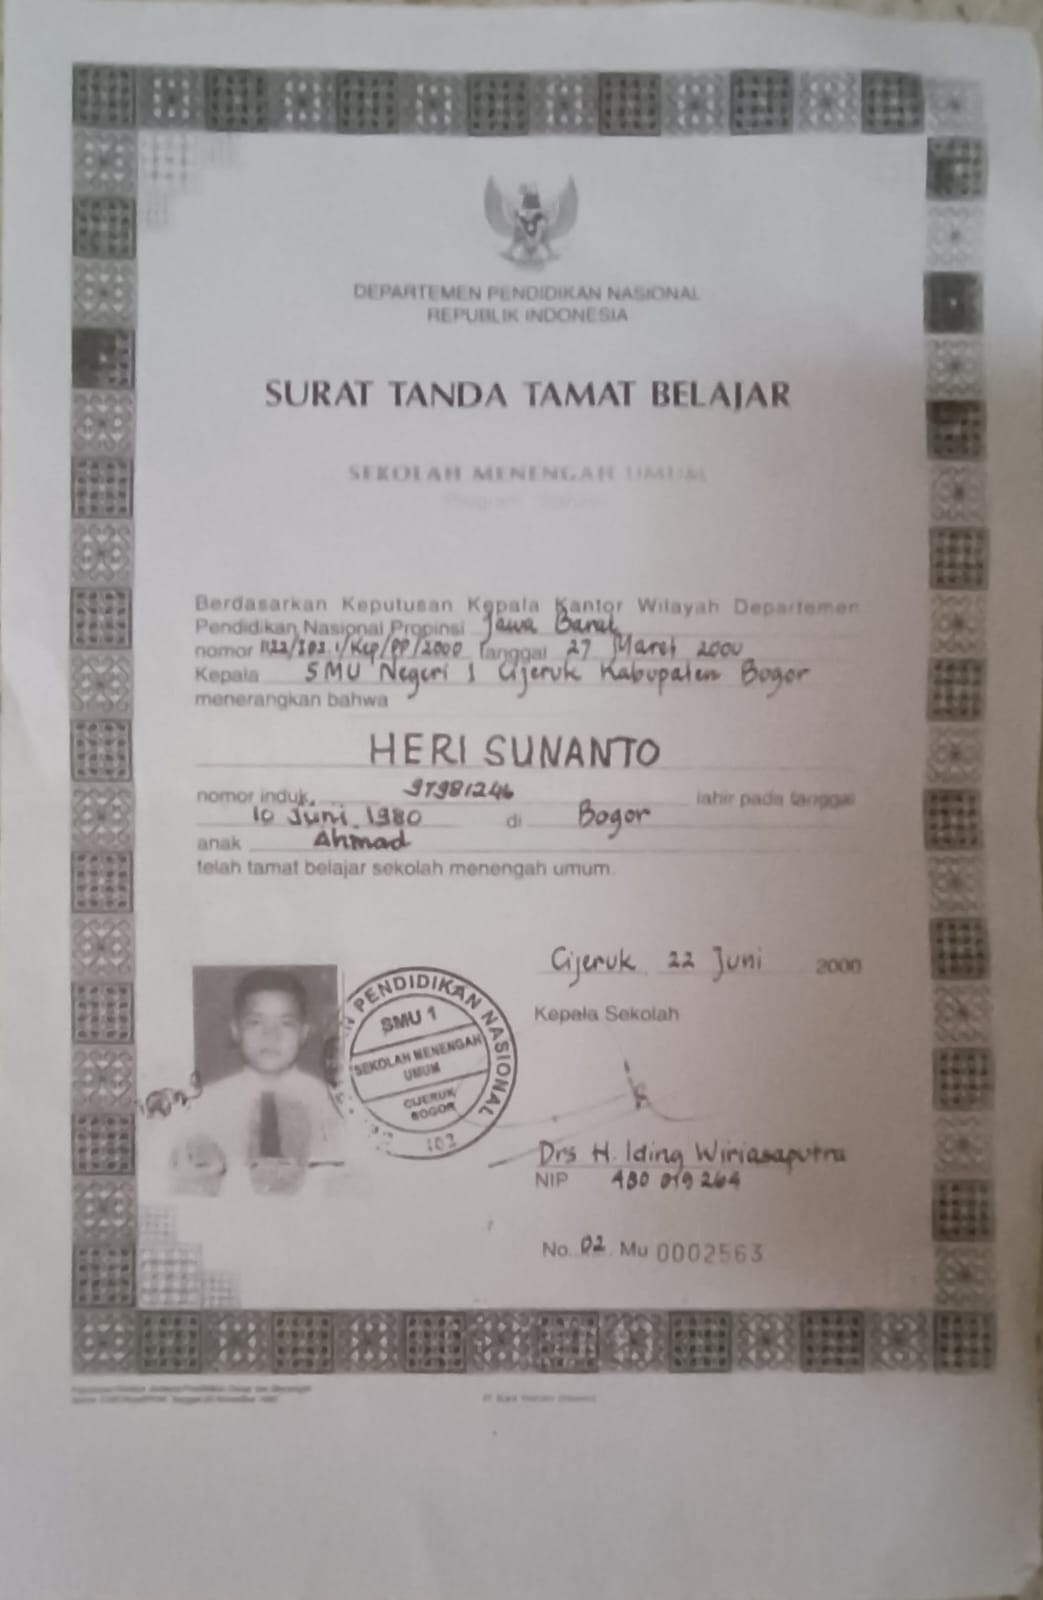 DEPARTEMEN PENDIDIKAN NASIONAL
REPUBLIK INDONESIA
SURAT TANDA TAMAT BELAJAR
SEKOLAH MENENGAH UMUM
Berdasarkan Keputusan Kepala Kantor Wilayah Departemen
Pendidikan Nasional Propinsi Jawa Barat
nomor 1122/I02.1/Kep/PP/2000 tanggal 27 Maret 2000
Kepala SMU Negeri 1 Cijeruk Kabupaten Bogor
menerangkan bahwa
HERI SUNANTO
nomor induk 97981246 lahir pada tanggal
10 Juni 1980 di Bogor
anak Ahmad
telah tamat belajar sekolah menengah umum.
Cijeruk 22 Juni 2000
Kepala Sekolah
PENDIDIKAN NASIONAL
SMU 1
SEKOLAH MENENGAH
UMUM
CIJERUK
BOGOR
102
Drs H. Iding Wiriasaputra
NIP 480 019 264
No. 02 Mu 0002563